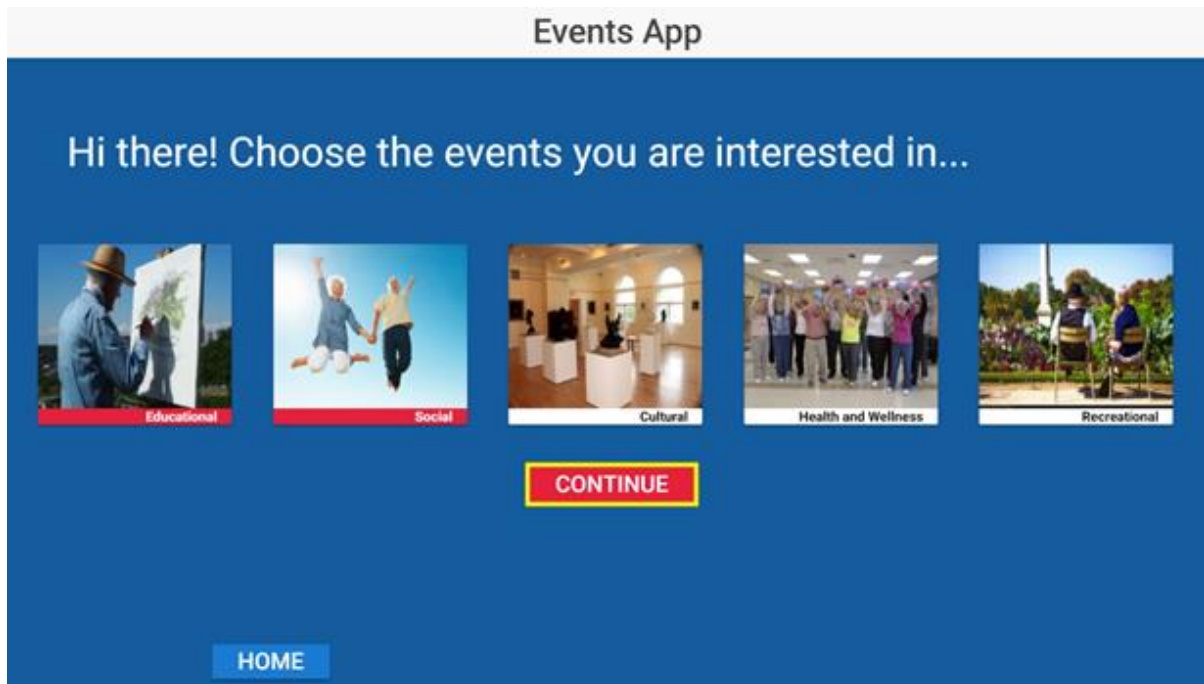 Events App
Hi there! Choose the events you are interested in...
Educational
Social
Cultural
Health and Wellness
Recreational
CONTINUE
HOME